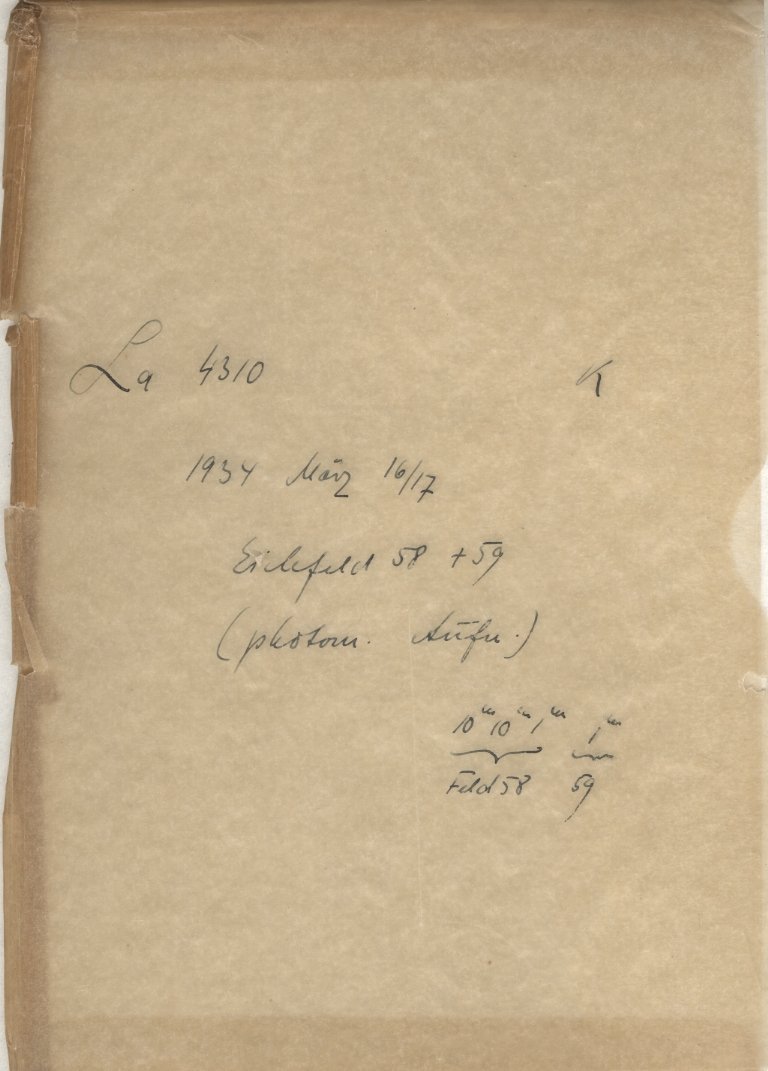 La 4310 K
1934 März 16/17
Eichfeld 58 + 59
(photom. Aufn.)
10ᵐ 10ᵐ 1ᵐ 1ᵐ
Feld 58 59